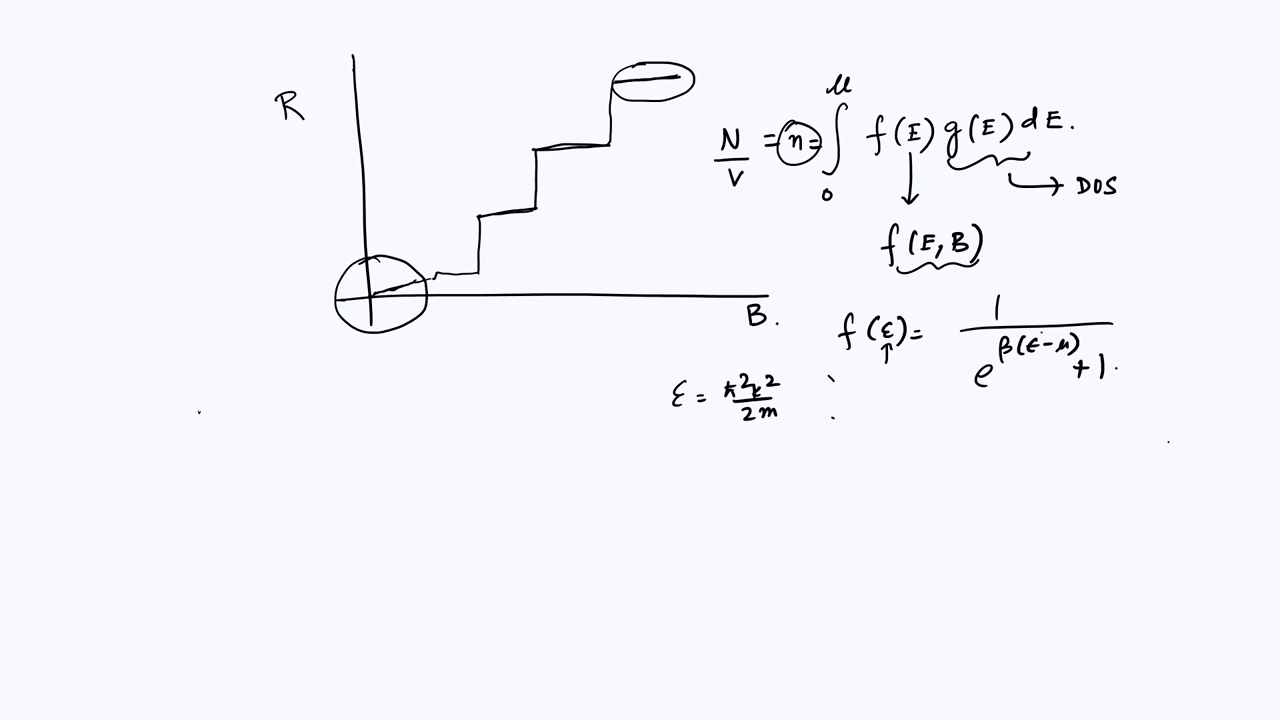 R
B.
N/V = n = ∫₀^μ f(E) g(E) dE.
→ DOS
f(E, B)
f(ε) = 1/(e^{β(ε-μ)} + 1).
ε = ħ²k²/2m